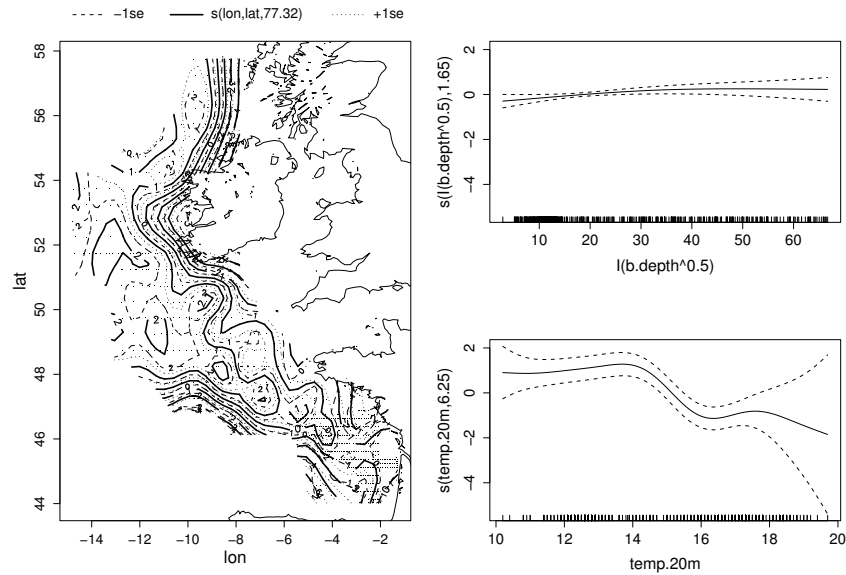 −1se s(lon,lat,77.32) +1se
58
56
54
52
50
48
46
44
lat
−14 −12 −10 −8 −6 −4 −2
lon
2
0
−2
−4
s(I(b.depth^0.5),1.65)
10 20 30 40 50 60
I(b.depth^0.5)
2
0
−2
−4
s(temp.20m,6.25)
10 12 14 16 18 20
temp.20m